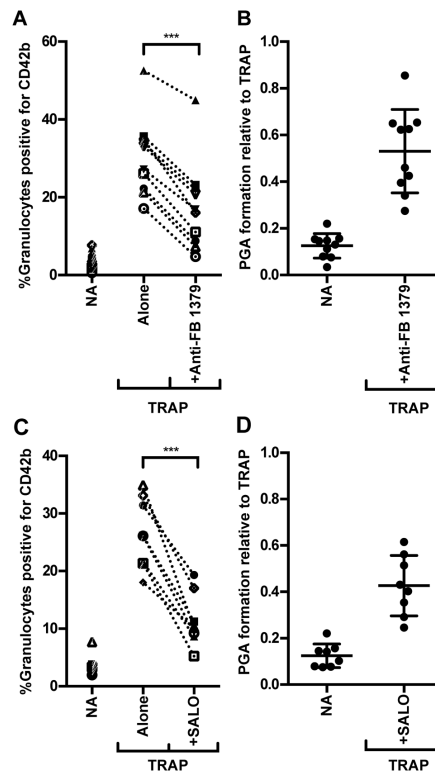 A
%Granulocytes positive for CD42b
60
40
20
0
***
NA
Alone
+Anti-FB 1379
TRAP
B
PGA formation relative to TRAP
1.0
0.8
0.6
0.4
0.2
0.0
NA
+Anti-FB 1379
TRAP
C
%Granulocytes positive for CD42b
40
30
20
10
0
***
NA
Alone
+SALO
TRAP
D
PGA formation relative to TRAP
1.0
0.8
0.6
0.4
0.2
0.0
NA
+SALO
TRAP